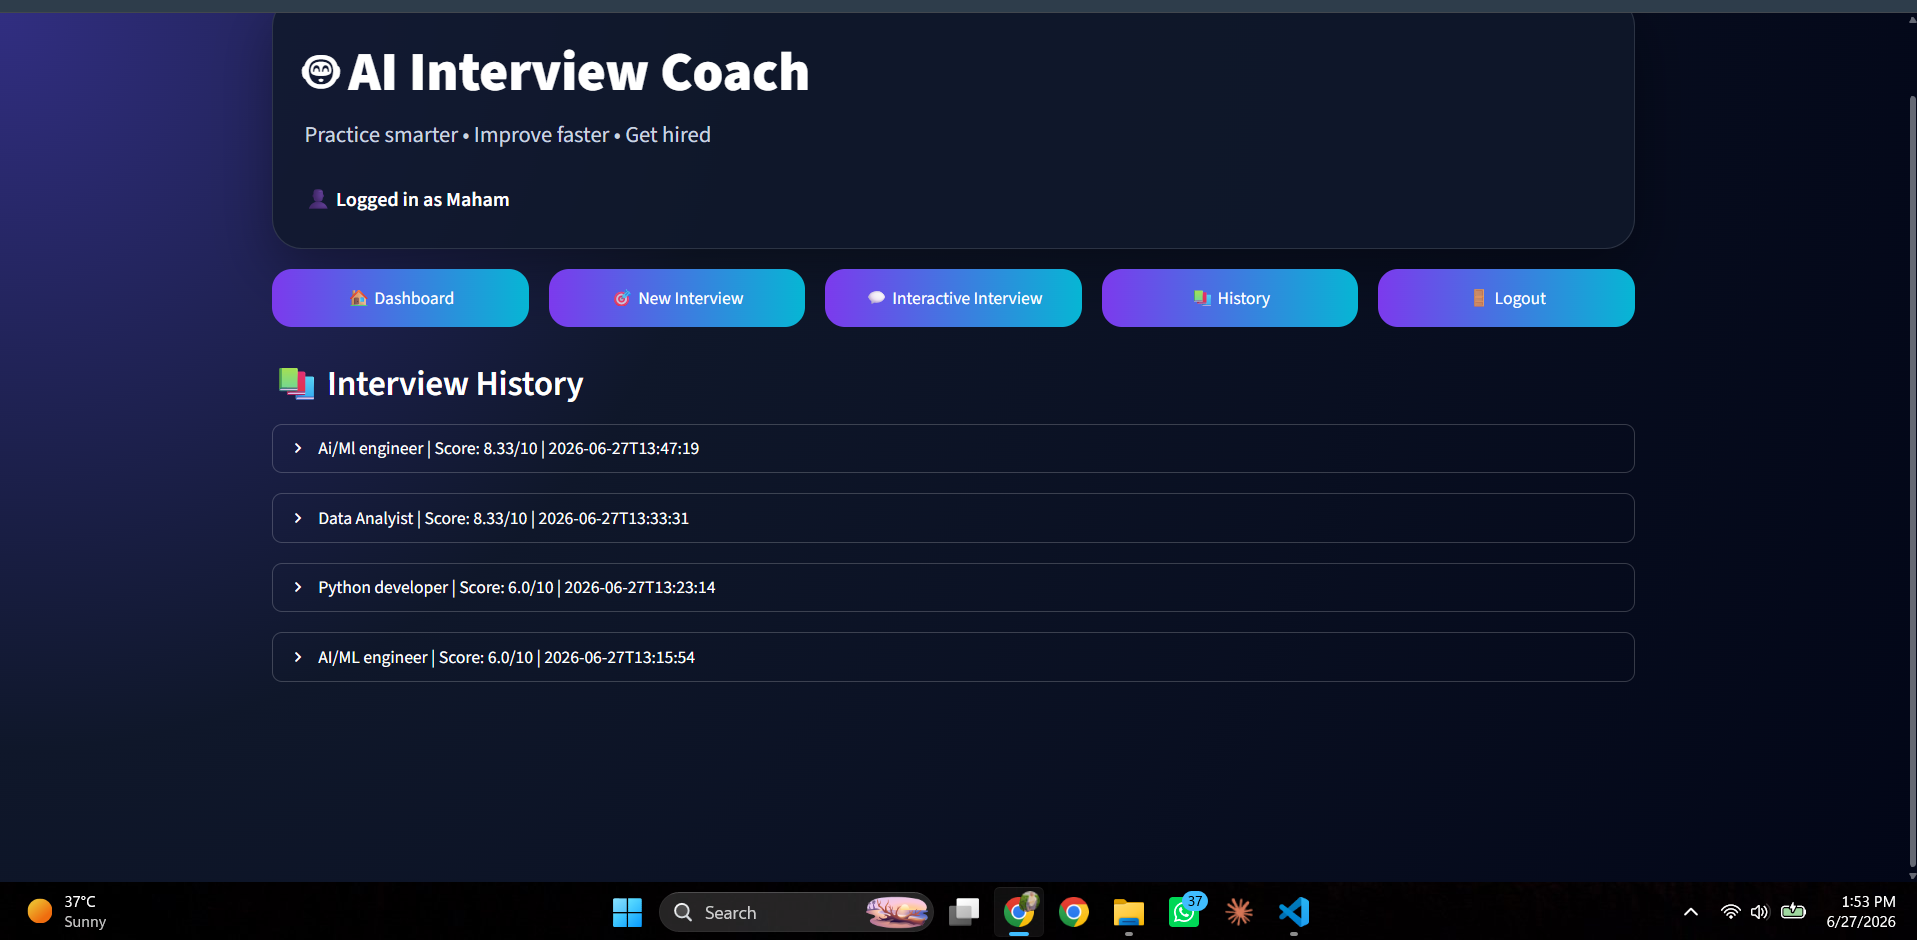 AI Interview Coach
Practice smarter • Improve faster • Get hired
Logged in as Maham
Dashboard
New Interview
Interactive Interview
History
Logout
Interview History
Ai/Ml engineer | Score: 8.33/10 | 2026-06-27T13:47:19
Data Analyist | Score: 8.33/10 | 2026-06-27T13:33:31
Python developer | Score: 6.0/10 | 2026-06-27T13:23:14
AI/ML engineer | Score: 6.0/10 | 2026-06-27T13:15:54
37°C
Sunny
Search
37
1:53 PM
6/27/2026